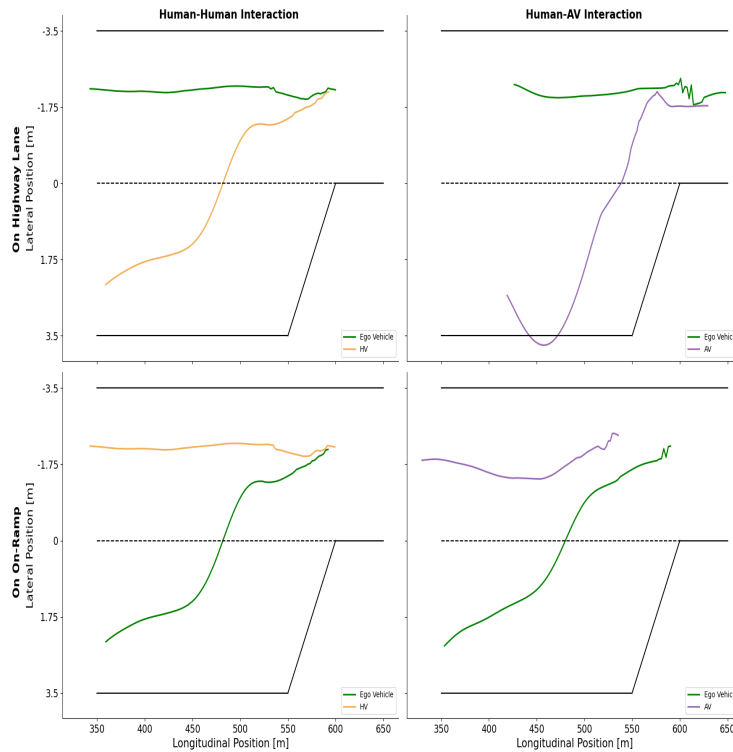 Human-Human Interaction
Human-AV Interaction
On Highway Lane
Lateral Position [m]
-3.5
-1.75
0
1.75
3.5
Ego Vehicle
HV
Ego Vehic
AV
On On-Ramp
Lateral Position [m]
-3.5
-1.75
0
1.75
3.5
Ego Vehicle
HV
Ego Vehic
AV
350 400 450 500 550 600 650
350 400 450 500 550 600 650
Longitudinal Position [m]
Longitudinal Position [m]